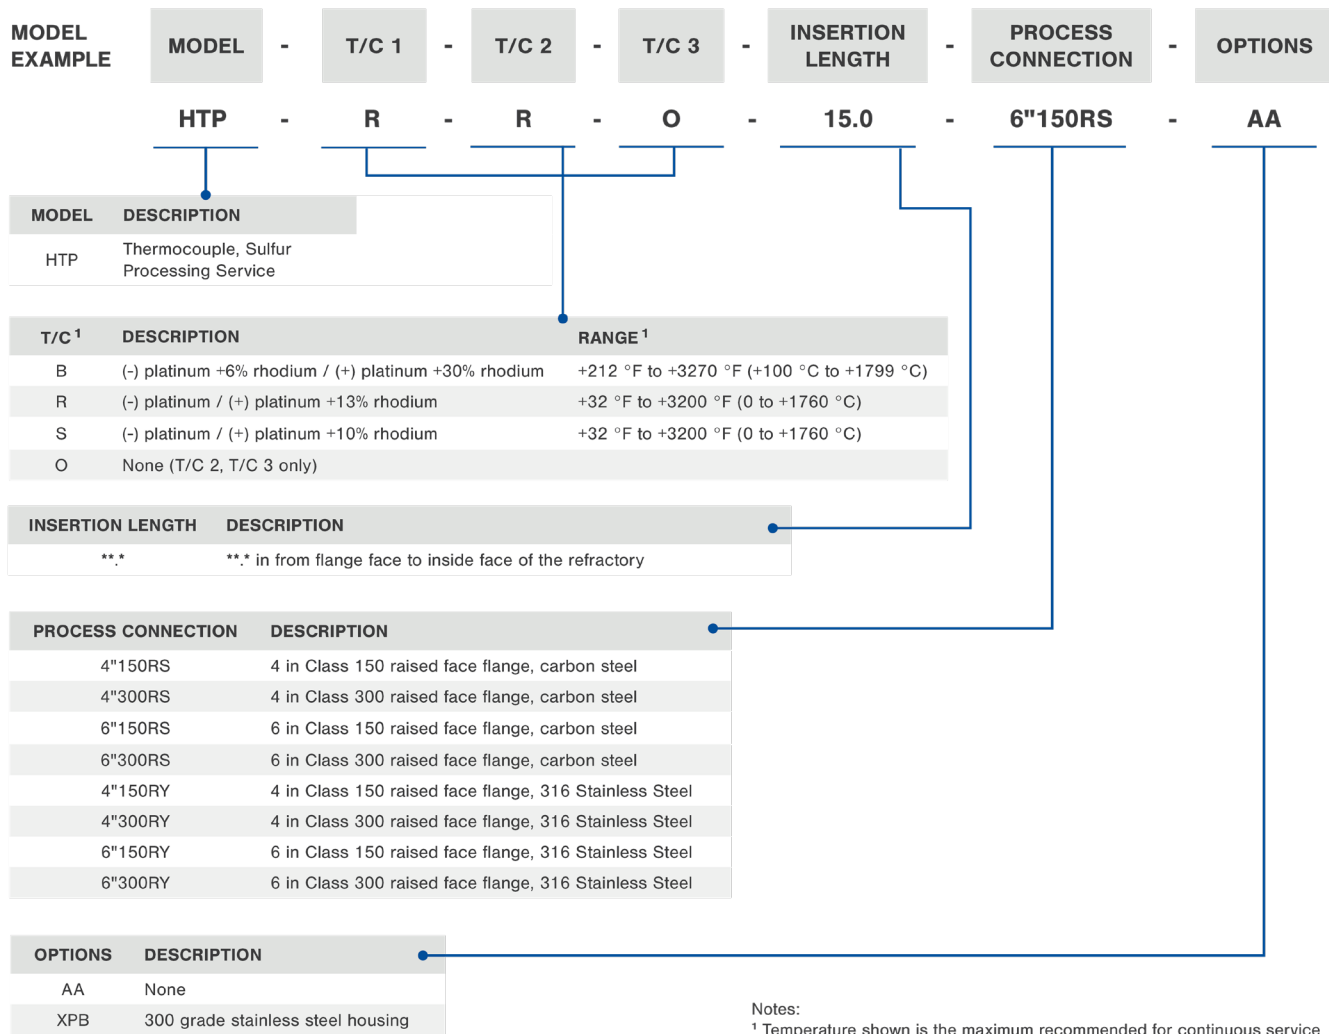 MODEL EXAMPLE MODEL - T/C 1 - T/C 2 - T/C 3 - INSERTION LENGTH - PROCESS CONNECTION - OPTIONS
HTP - R - R - O - 15.0 - 6"150RS - AA
MODEL DESCRIPTION
HTP Thermocouple, Sulfur
Processing Service
T/C 1 DESCRIPTION RANGE 1
B (-) platinum +6% rhodium / (+) platinum +30% rhodium +212 °F to +3270 °F (+100 °C to +1799 °C)
R (-) platinum / (+) platinum +13% rhodium +32 °F to +3200 °F (0 to +1760 °C)
S (-) platinum / (+) platinum +10% rhodium +32 °F to +3200 °F (0 to +1760 °C)
O None (T/C 2, T/C 3 only)
INSERTION LENGTH DESCRIPTION
**.* **.* in from flange face to inside face of the refractory
PROCESS CONNECTION DESCRIPTION
4"150RS 4 in Class 150 raised face flange, carbon steel
4"300RS 4 in Class 300 raised face flange, carbon steel
6"150RS 6 in Class 150 raised face flange, carbon steel
6"300RS 6 in Class 300 raised face flange, carbon steel
4"150RY 4 in Class 150 raised face flange, 316 Stainless Steel
4"300RY 4 in Class 300 raised face flange, 316 Stainless Steel
6"150RY 6 in Class 150 raised face flange, 316 Stainless Steel
6"300RY 6 in Class 300 raised face flange, 316 Stainless Steel
OPTIONS DESCRIPTION
AA None
XPB 300 grade stainless steel housing
Notes:
1 Temperature shown is the maximum recommended for continuous service